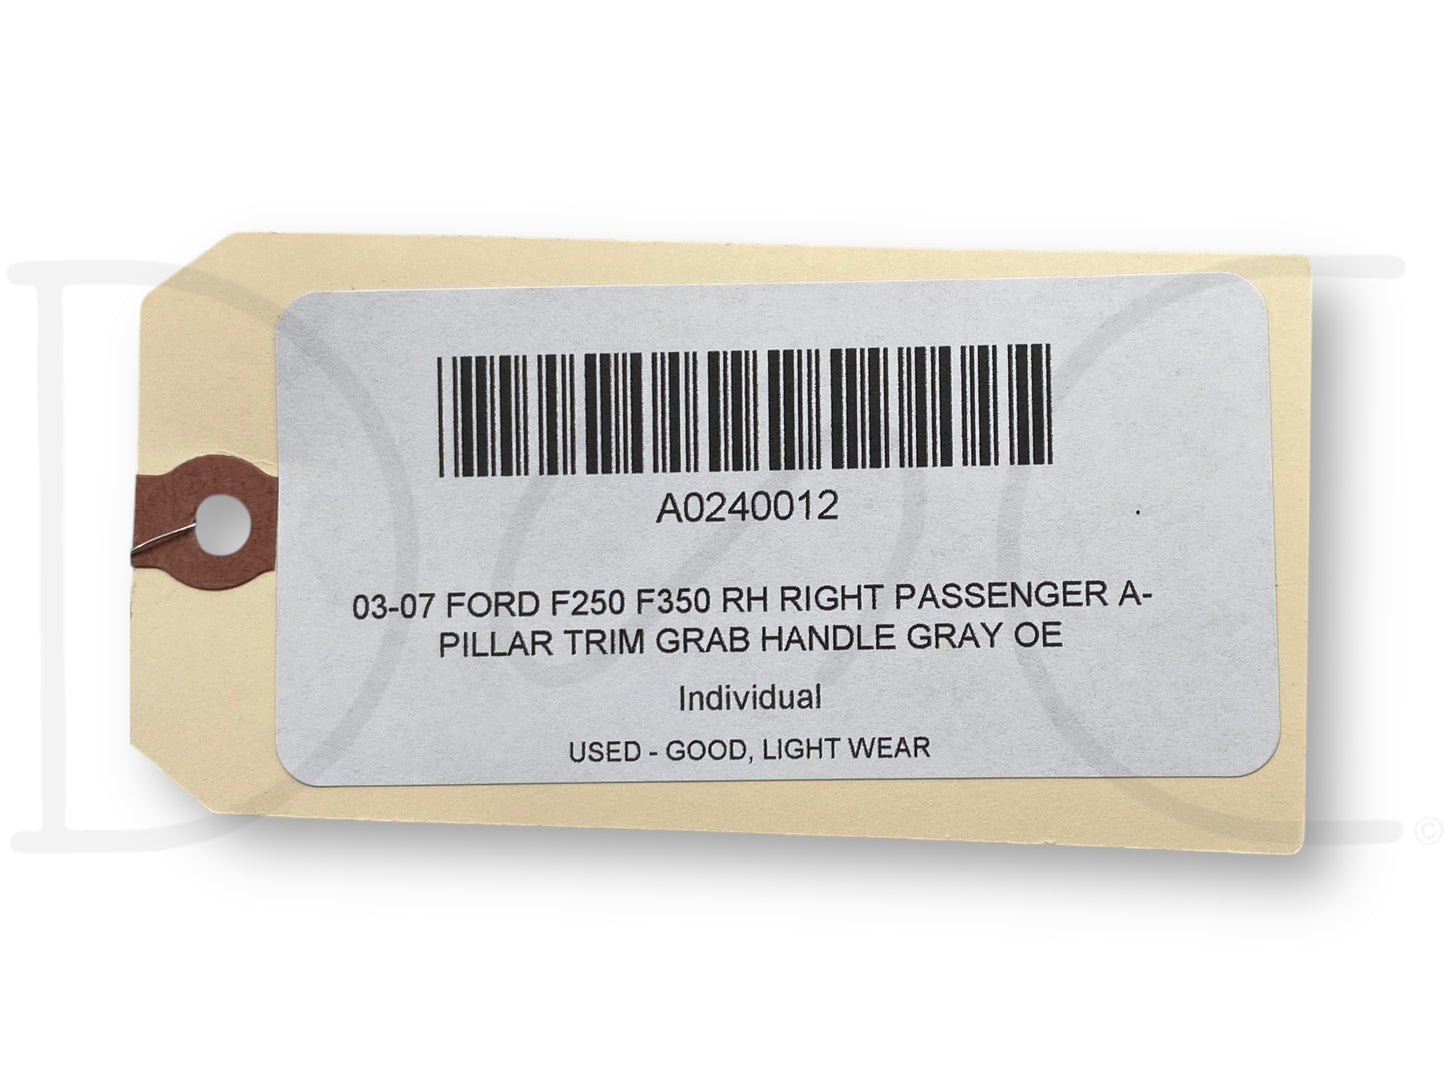 A0240012
03-07 FORD F250 F350 RH RIGHT PASSENGER A-
PILLAR TRIM GRAB HANDLE GRAY OE
Individual
USED - GOOD, LIGHT WEAR
©